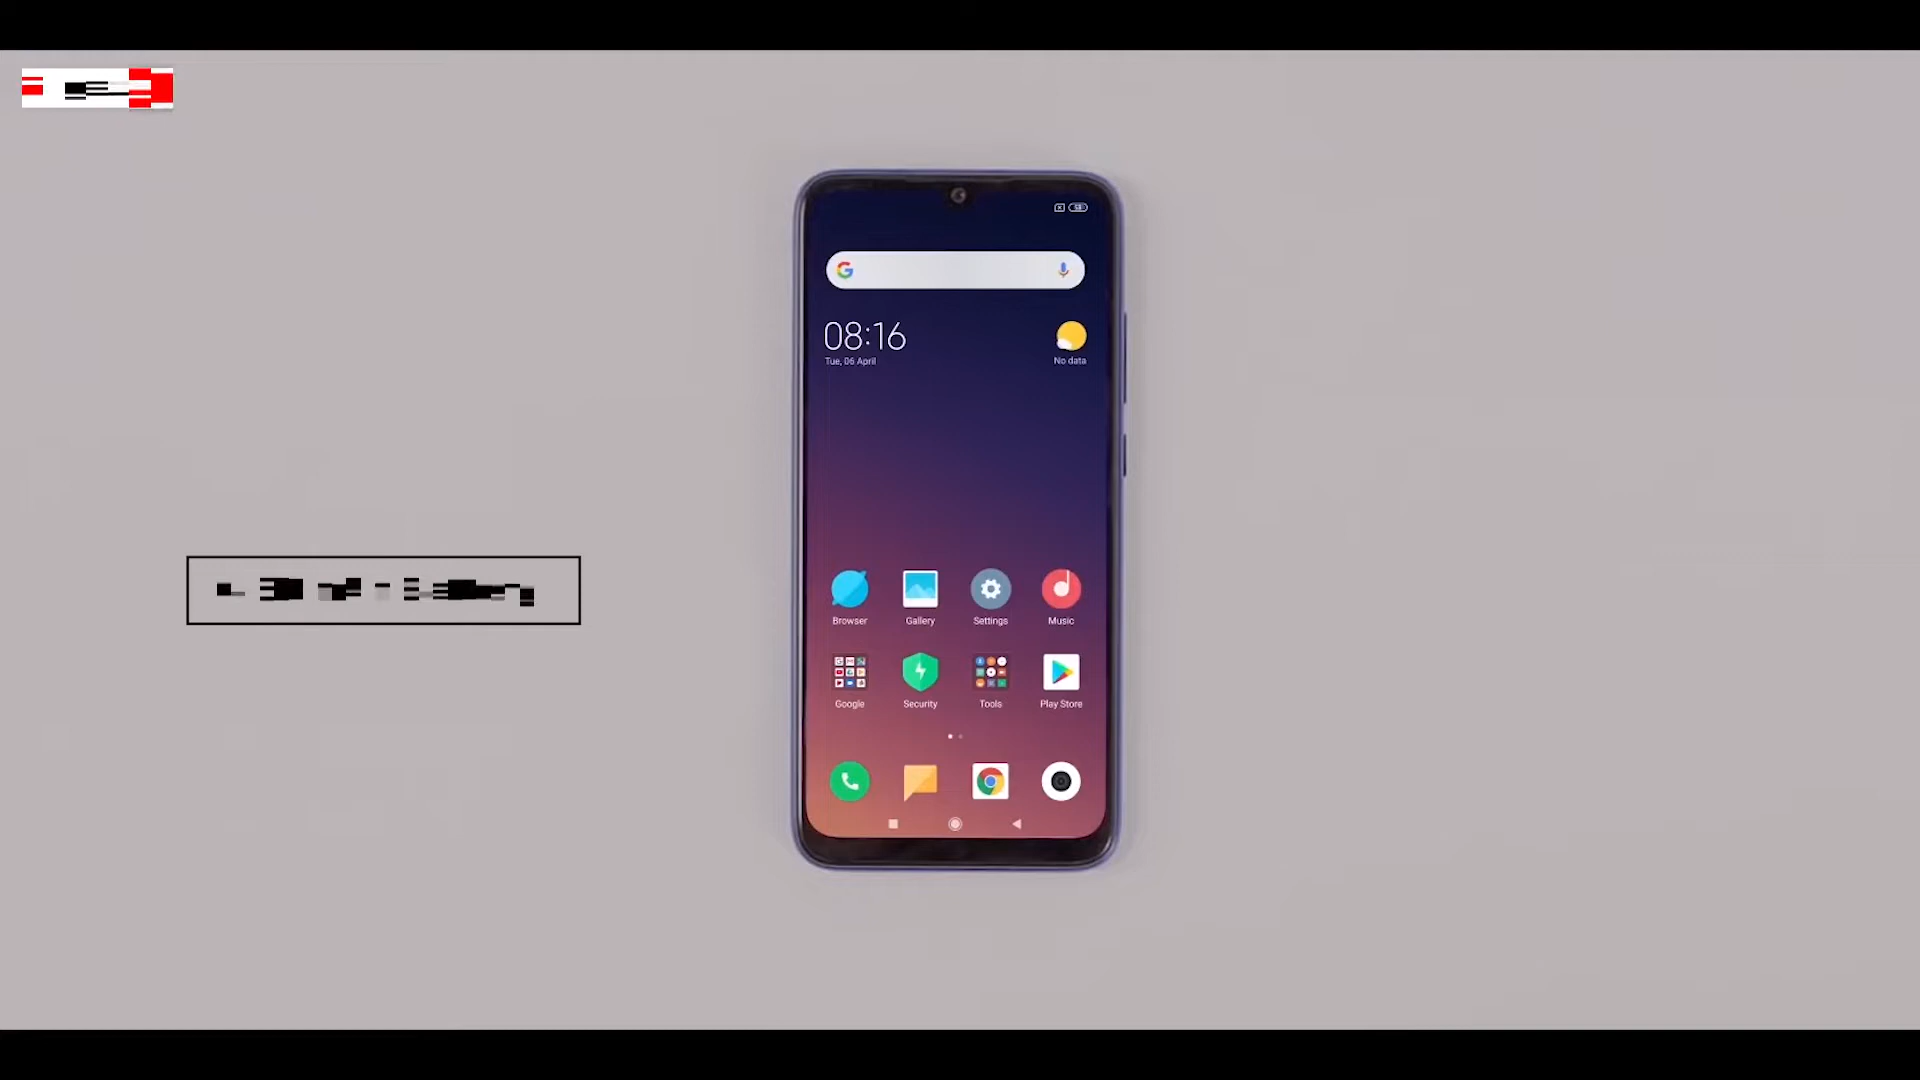 08:16
Tue, 06 April
No data
Browser
Gallery
Settings
Music
Google
Security
Tools
Play Store